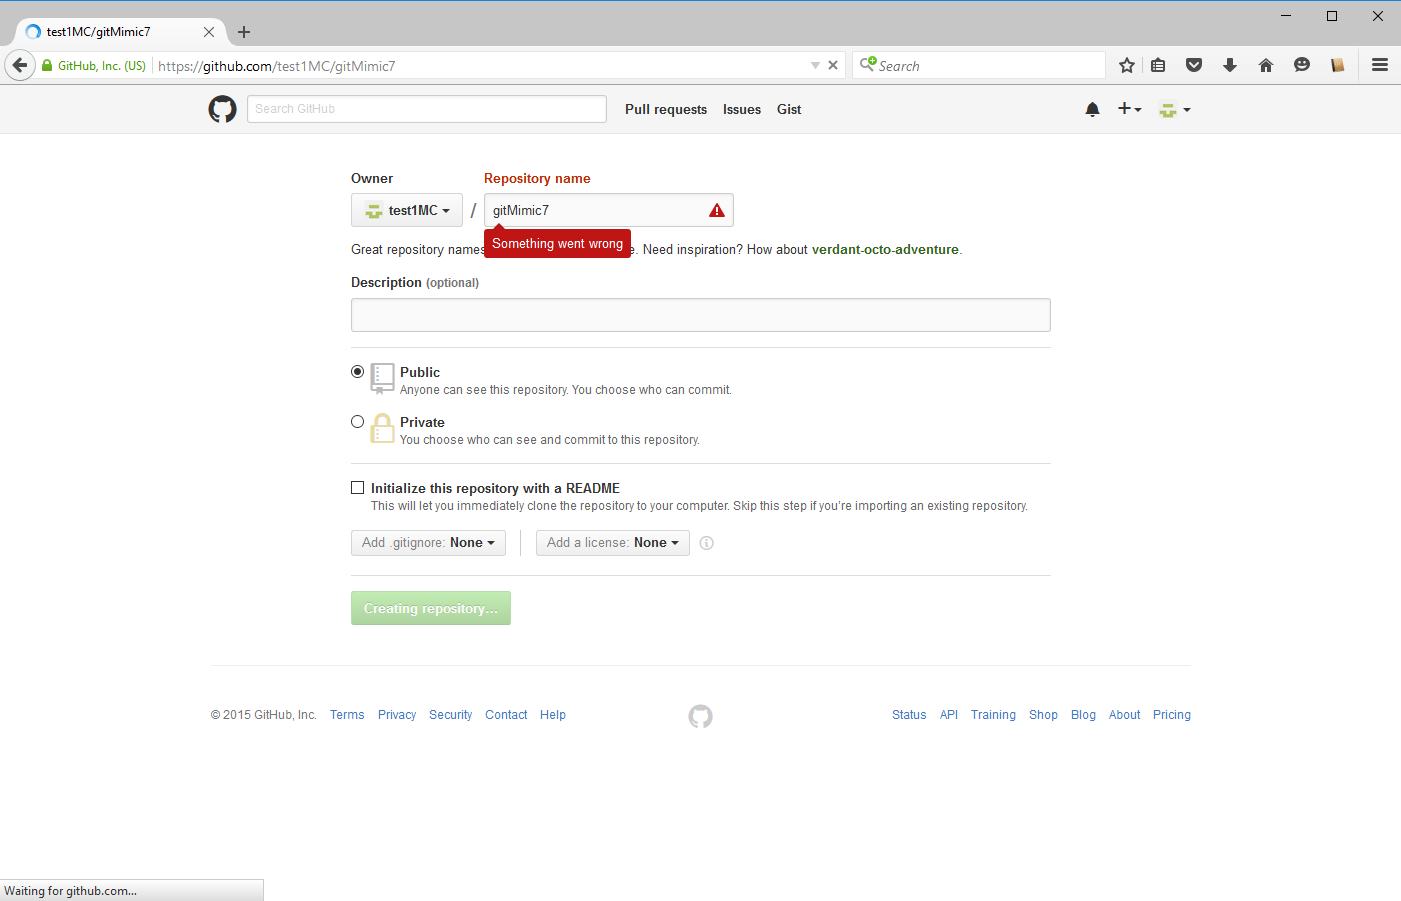 test1MC/gitMimic7
GitHub, Inc. (US)
https://github.com/test1MC/gitMimic7
Search
Search GitHub
Pull requests
Issues
Gist
Owner
Repository name
test1MC
/
gitMimic7
Something went wrong
Great repository names e. Need inspiration? How about verdant-octo-adventure.
Description (optional)
Public
Anyone can see this repository. You choose who can commit.
Private
You choose who can see and commit to this repository.
Initialize this repository with a README
This will let you immediately clone the repository to your computer. Skip this step if you're importing an existing repository.
Add .gitignore: None
Add a license: None
Creating repository...
© 2015 GitHub, Inc. Terms Privacy Security Contact Help
Status API Training Shop Blog About Pricing
Waiting for github.com...